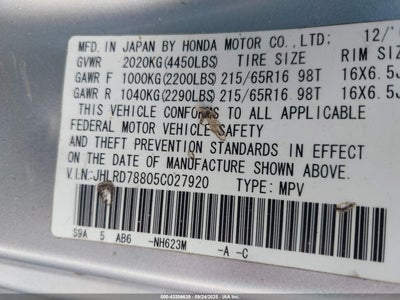 MFD. IN JAPAN BY HONDA MOTOR CO., LTD; 12/'
GVWR 2020KG(4450LBS) TIRE SIZE RIM SIZ
GAWR F 1000KG(2200LBS) 215/65R16 98T 16X6.5J
GAWR R 1040KG(2290LBS) 215/65R16 98T 16X6.5J
THIS VEHICLE CONFORMS TO ALL APPLICABLE
FEDERAL MOTOR VEHICLE SAFETY
AND THEFT PREVENTION STANDARDS IN EFFECT
ON THE DATE OF MANUFACTURE SHOWN ABOVE.
V.I.N:JHLRD78805C027920 TYPE: MPV
S9A 5 AB6 -NH623M -A -C
000-43306639 - 09/24/2025 - IAAI.COM